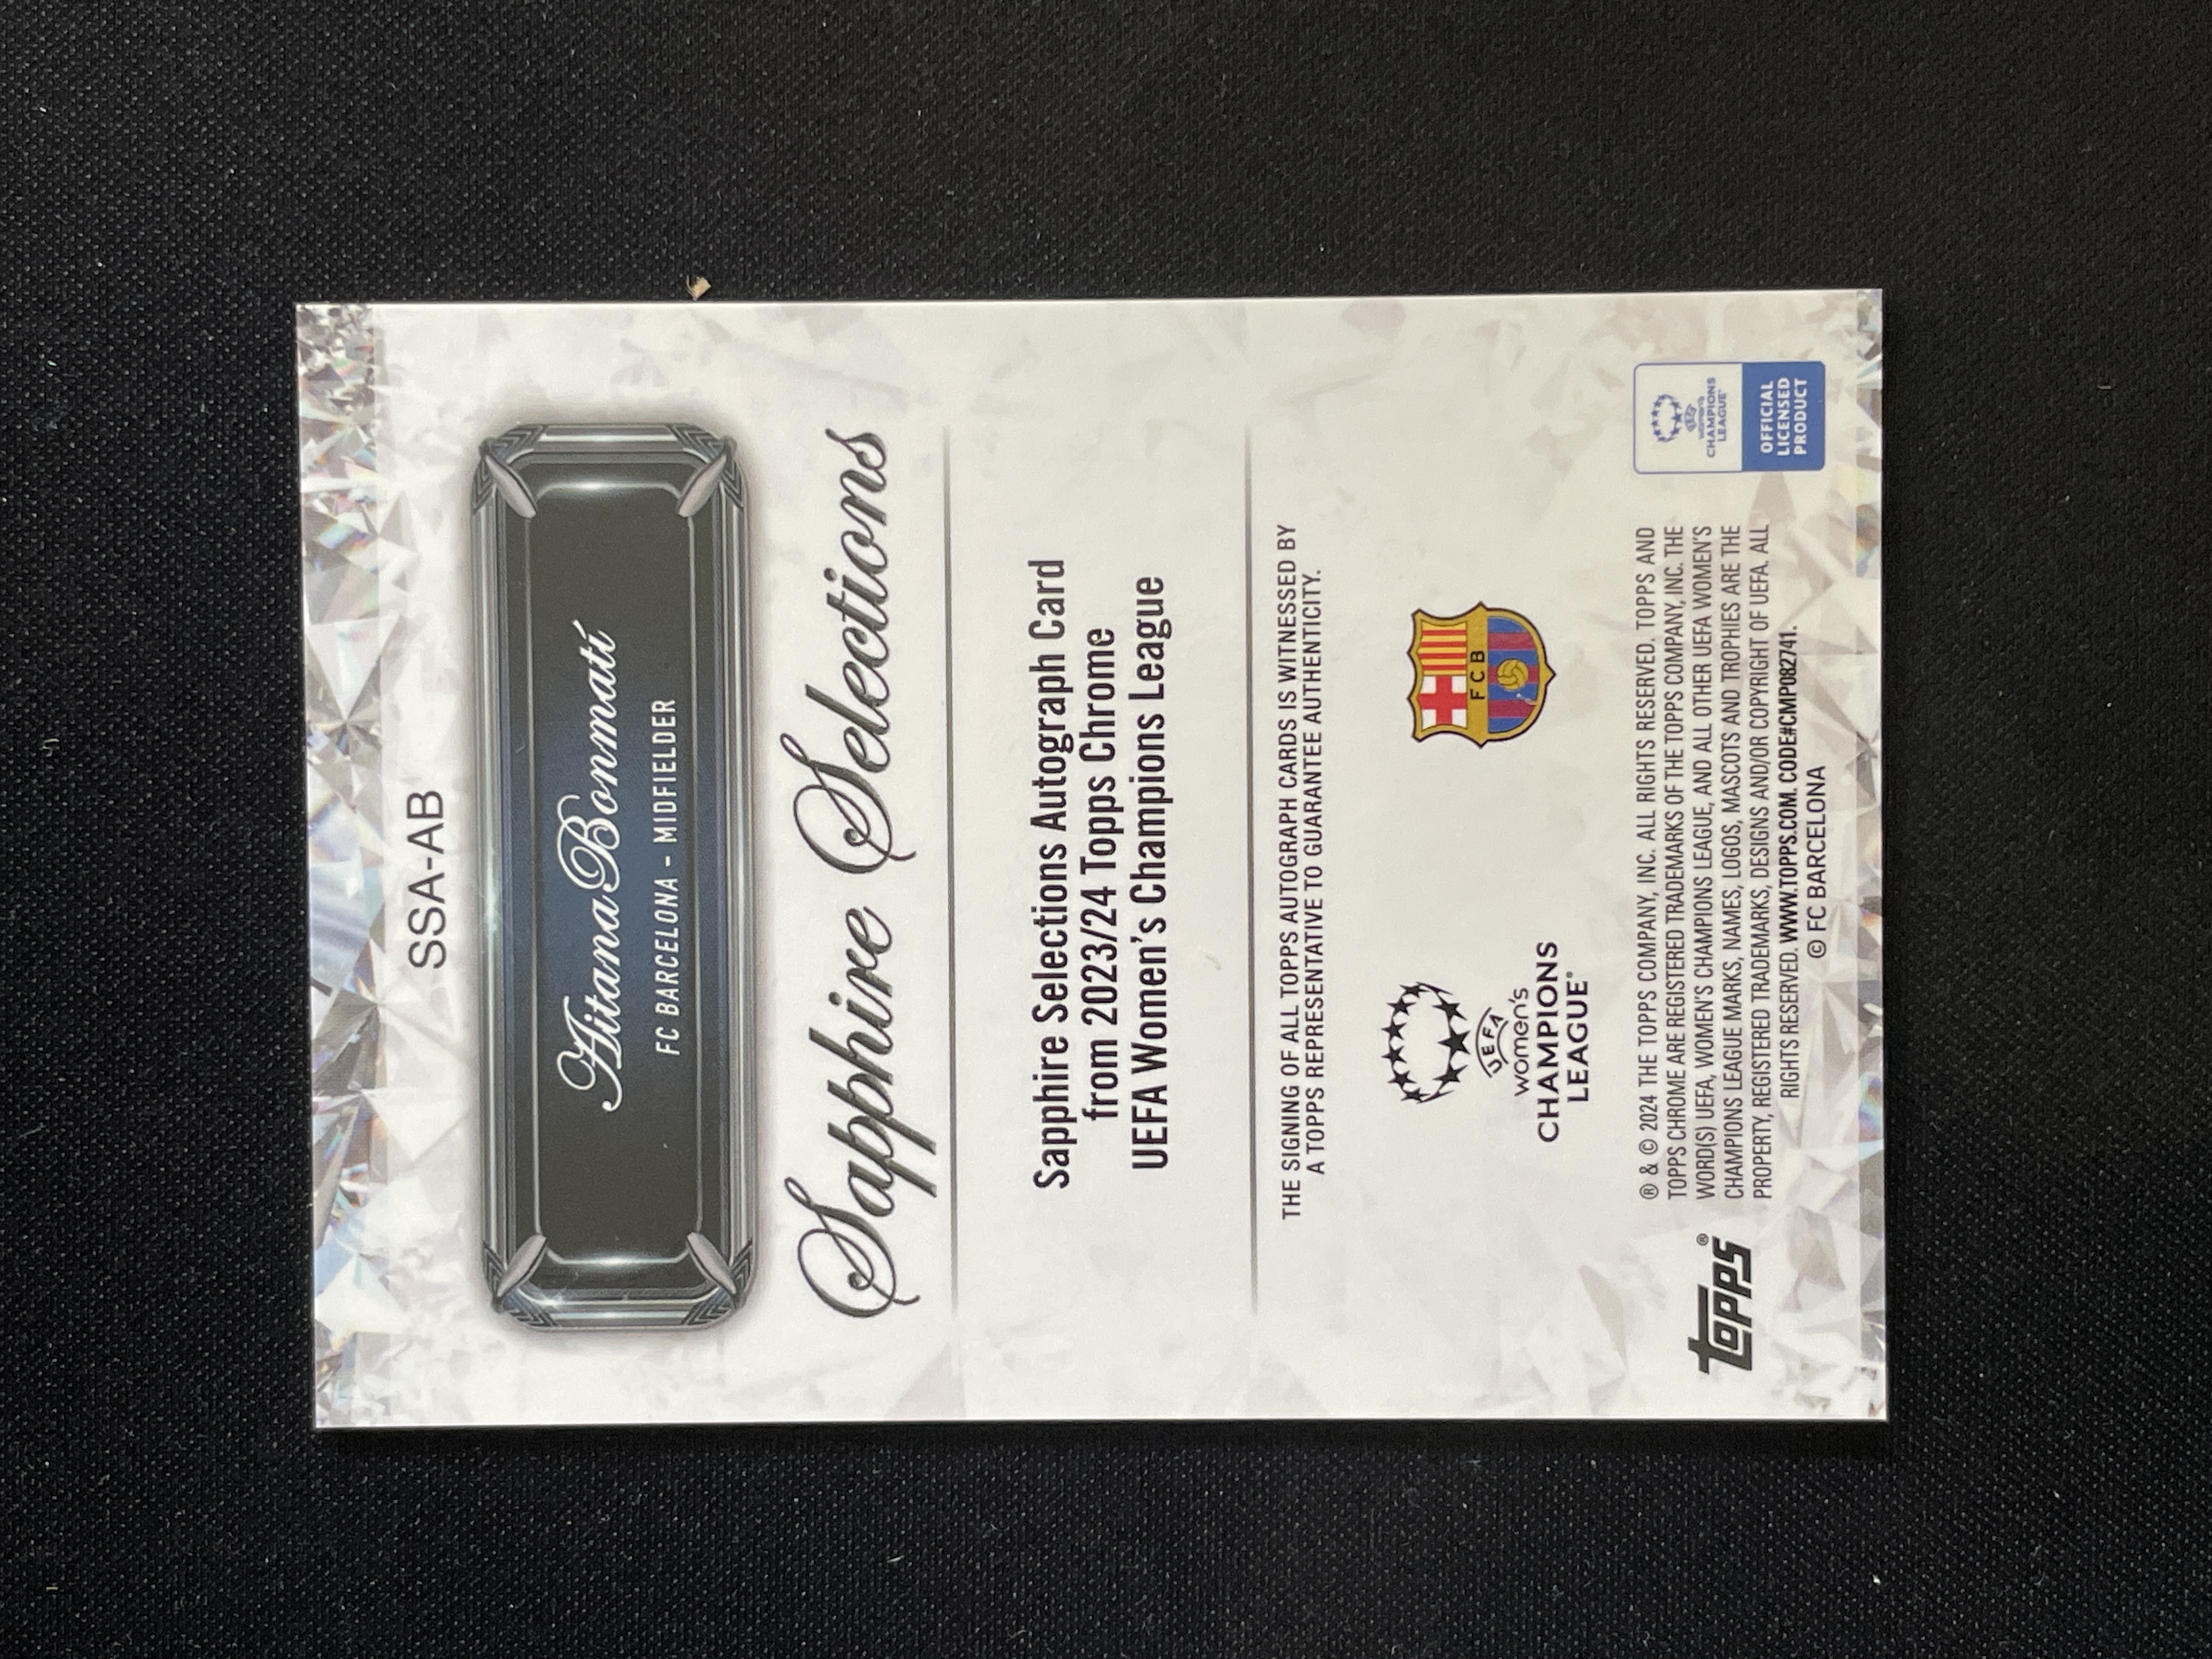 SSA-AB
Aitana Bonmatí
FC BARCELONA – MIDFIELDER
Sapphire Selections
Sapphire Selections Autograph Card
from 2023/24 Topps Chrome
UEFA Women's Champions League
THE SIGNING OF ALL TOPPS AUTOGRAPH CARDS IS WITNESSED BY
A TOPPS REPRESENTATIVE TO GUARANTEE AUTHENTICITY.
UEFA
women's
CHAMPIONS
LEAGUE®
FCB
® & © 2024 THE TOPPS COMPANY, INC. ALL RIGHTS RESERVED. TOPPS AND
TOPPS CHROME ARE REGISTERED TRADEMARKS OF THE TOPPS COMPANY, INC. THE
WORD(S) UEFA, WOMEN'S CHAMPIONS LEAGUE, AND ALL OTHER UEFA WOMEN'S
CHAMPIONS LEAGUE MARKS, NAMES, LOGOS, MASCOTS AND TROPHIES ARE THE
PROPERTY, REGISTERED TRADEMARKS, DESIGNS AND/OR COPYRIGHT OF UEFA. ALL
RIGHTS RESERVED. WWW.TOPPS.COM. CODE#CMP082741.
© FC BARCELONA
Topps®
UEFA
women's
CHAMPIONS
LEAGUE®
OFFICIAL
LICENSED
PRODUCT